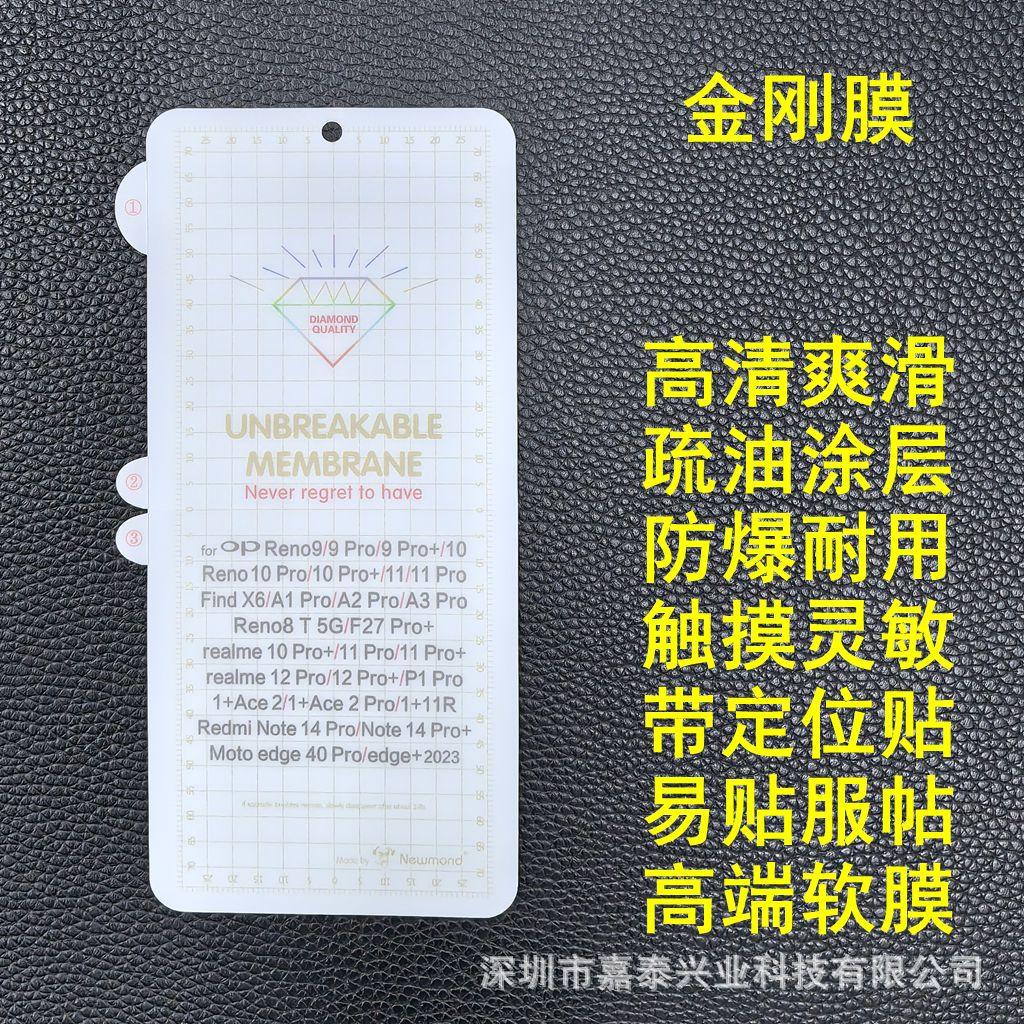 金刚膜
①
DIAMOND
QUALITY
UNBREAKABLE
MEMBRANE
Never regret to have
②
③
for OP Reno9/9 Pro/9 Pro+/10
Reno10 Pro/10 Pro+/11/11 Pro
Find X6/A1 Pro/A2 Pro/A3 Pro
Reno8 T 5G/F27 Pro+
realme 10 Pro+/11 Pro/11 Pro+
realme 12 Pro/12 Pro+/P1 Pro
1+Ace 2/1+Ace 2 Pro/1+11R
Redmi Note 14 Pro/Note 14 Pro+
Moto edge 40 Pro/edge+ 2023
Made by Newmond
高清爽滑
疏油涂层
防爆耐用
触摸灵敏
带定位贴
易贴服帖
高端软膜
深圳市嘉泰兴业科技有限公司